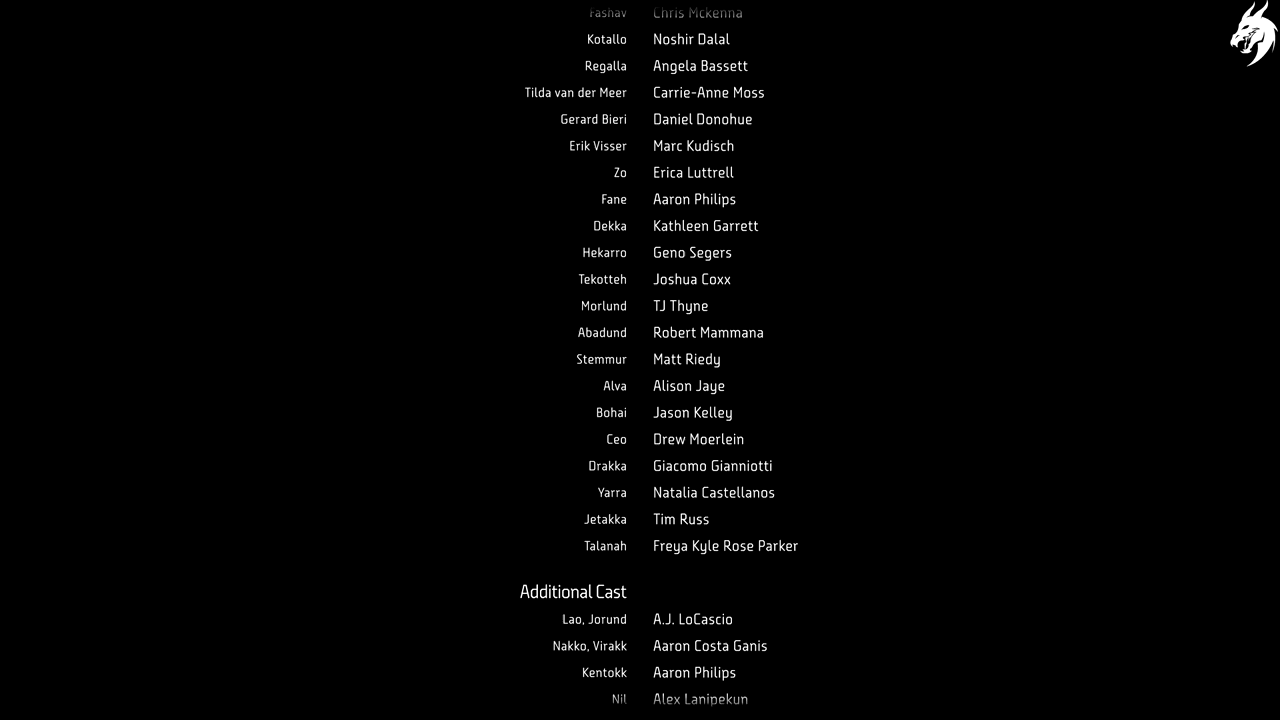 Fashav Chris Mckenna
Kotallo Noshir Dalal
Regalla Angela Bassett
Tilda van der Meer Carrie-Anne Moss
Gerard Bieri Daniel Donohue
Erik Visser Marc Kudisch
Zo Erica Luttrell
Fane Aaron Philips
Dekka Kathleen Garrett
Hekarro Geno Segers
Tekotteh Joshua Coxx
Morlund TJ Thyne
Abadund Robert Mammana
Stemmur Matt Riedy
Alva Alison Jaye
Bohai Jason Kelley
Ceo Drew Moerlein
Drakka Giacomo Gianniotti
Yarra Natalia Castellanos
Jetakka Tim Russ
Talanah Freya Kyle Rose Parker
Additional Cast
Lao, Jorund A.J. LoCascio
Nakko, Virakk Aaron Costa Ganis
Kentokk Aaron Philips
Nil Alex Lanipekun